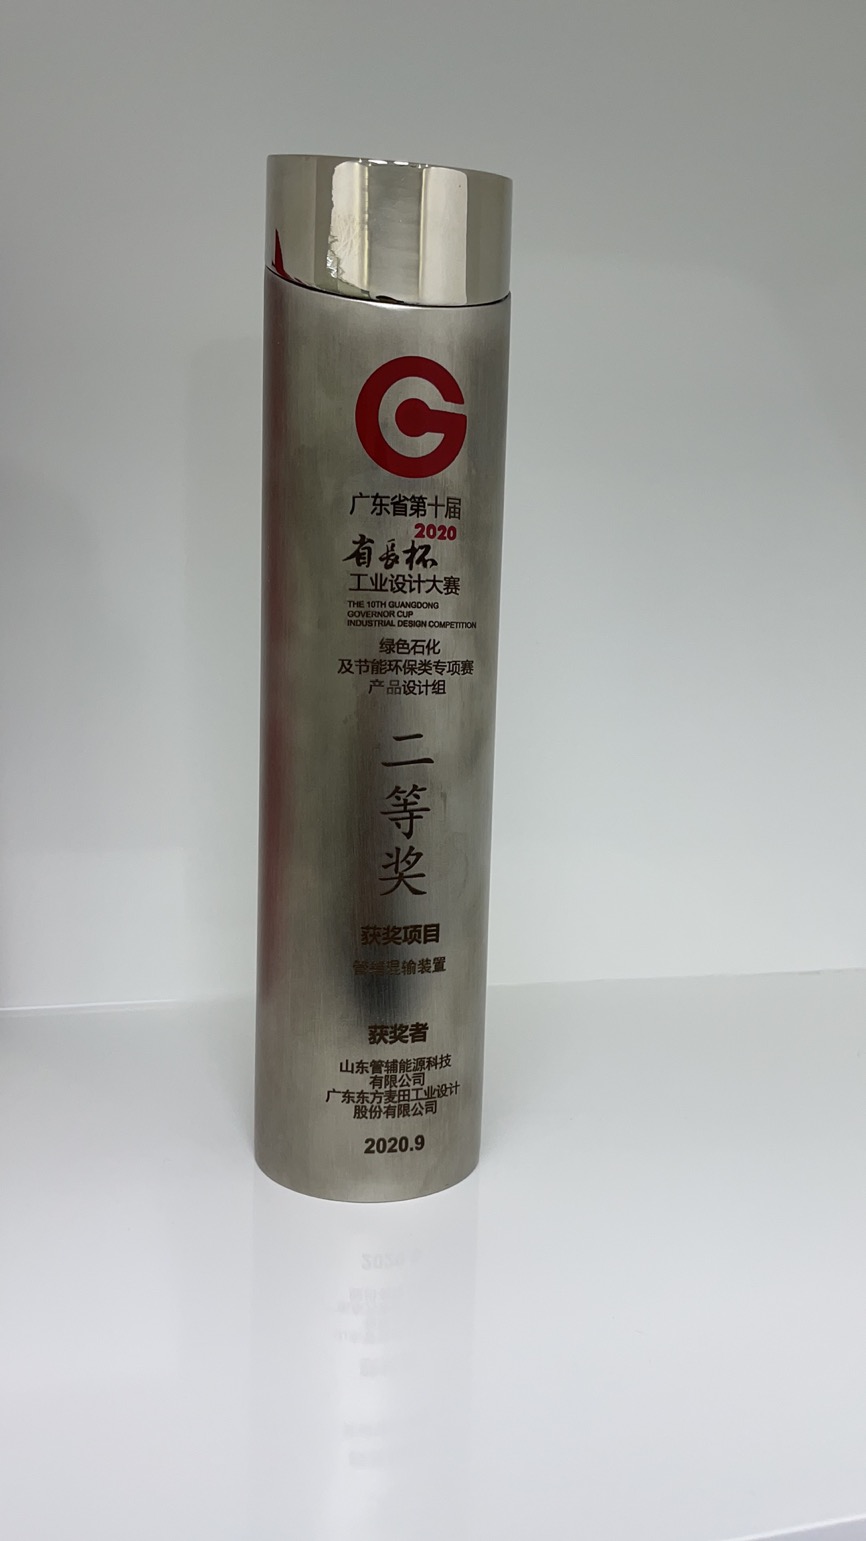 广东省第十届
2020
省长杯
工业设计大赛
THE 10TH GUANGDONG
GOVERNOR CUP
INDUSTRIAL DESIGN COMPETITION
绿色石化
及节能环保类专项赛
产品设计组
二
等
奖
获奖项目
混输装置
获奖者
山东管辅能源科技
有限公司
广东东方麦田工业设计
股份有限公司
2020.9